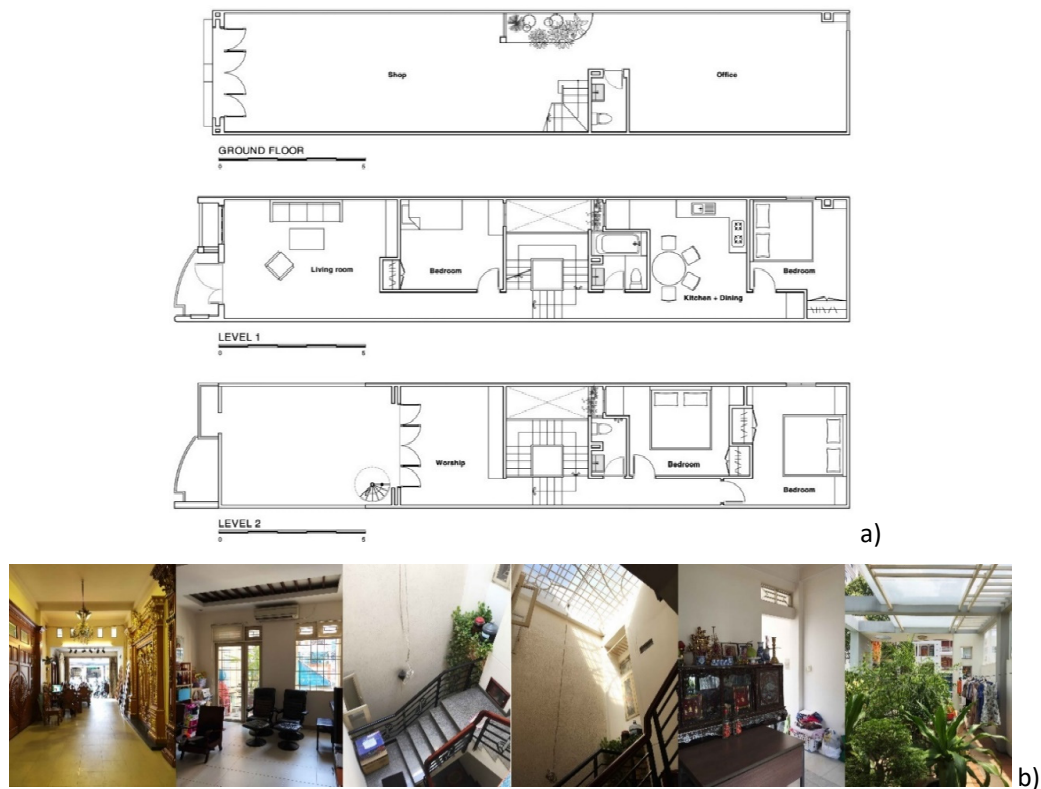 Shop
Office
GROUND FLOOR
0 5
Living room
Bedroom
Kitchen + Dining
Bedroom
LEVEL 1
0 5
Worship
Bedroom
Bedroom
LEVEL 2
0 5
a)
b)